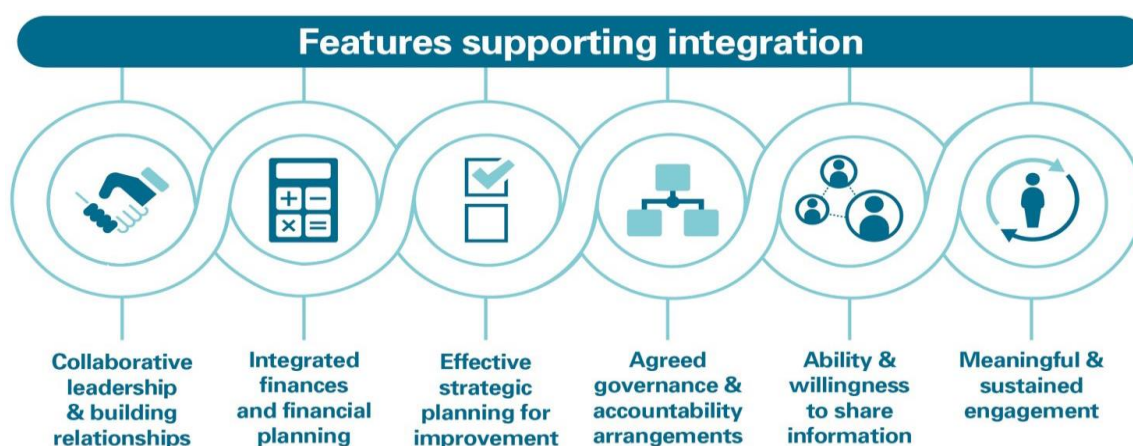 Features supporting integration
Collaborative
leadership
& building
relationships
Integrated
finances
and financial
planning
Effective
strategic
planning for
improvement
Agreed
governance &
accountability
arrangements
Ability &
willingness
to share
information
Meaningful &
sustained
engagement